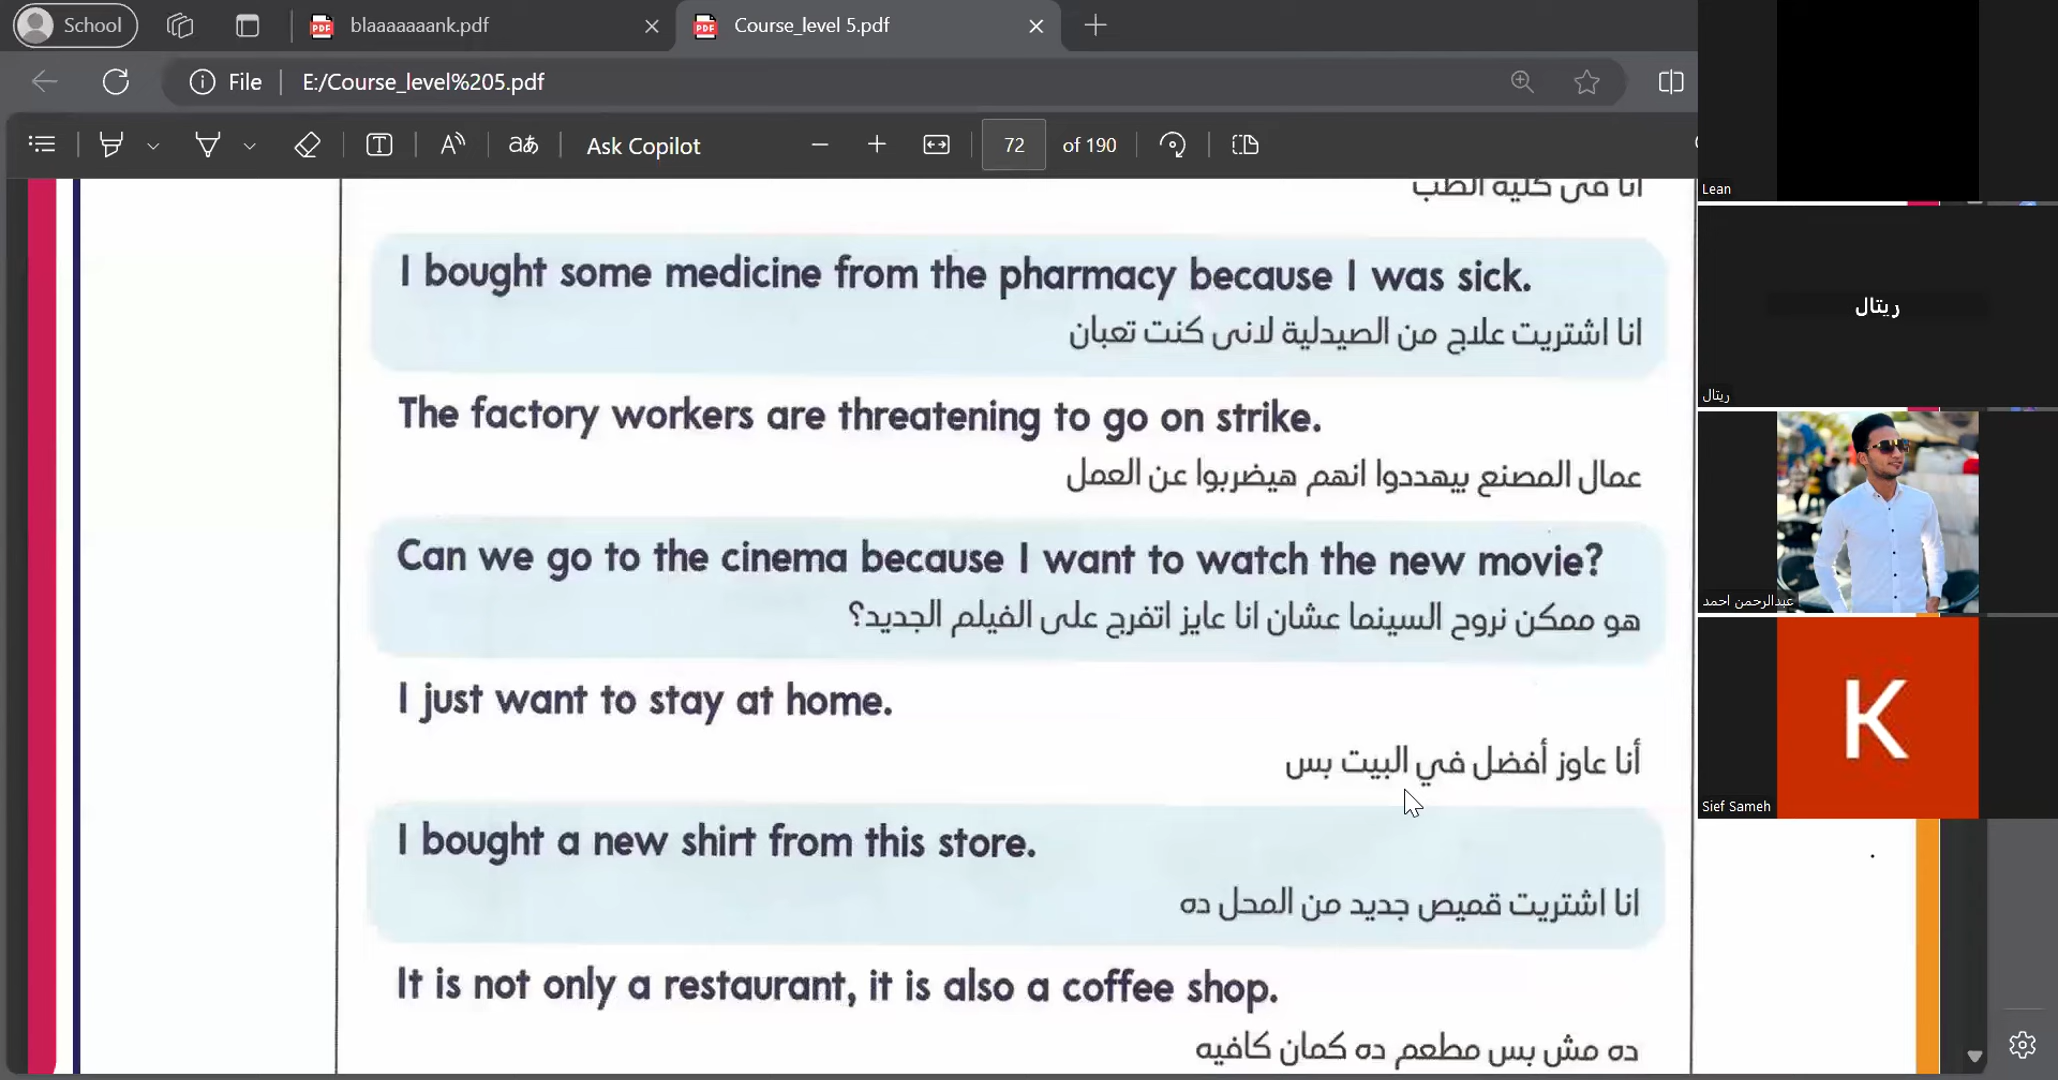 School
blaaaaaaank.pdf
Course_level 5.pdf
File
E:/Course_level%205.pdf
Ask Copilot
72
of 190
انا فى كلية الطب
I bought some medicine from the pharmacy because I was sick.
انا اشتريت علاج من الصيدلية لانى كنت تعبان
The factory workers are threatening to go on strike.
عمال المصنع بيهددوا انهم هيضربوا عن العمل
Can we go to the cinema because I want to watch the new movie?
هو ممكن نروح السينما عشان انا عايز اتفرج على الفيلم الجديد؟
I just want to stay at home.
أنا عاوز أفضل في البيت بس
I bought a new shirt from this store.
انا اشتريت قميص جديد من المحل ده
It is not only a restaurant, it is also a coffee shop.
ده مش بس مطعم ده كمان كافيه
Lean
ريتال
ريتال
عبدالرحمن احمد
K
Sief Sameh